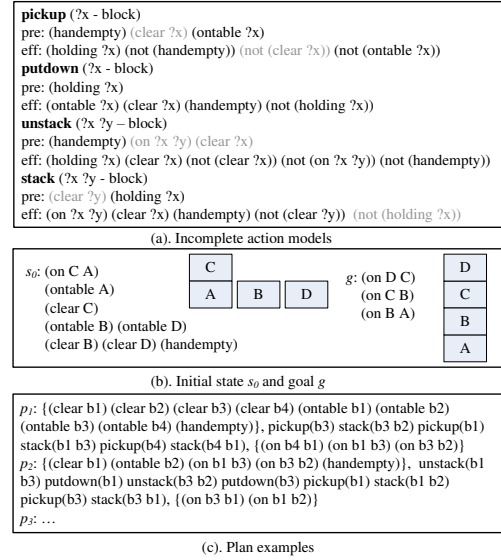 pickup (?x - block)
pre: (handempty) (clear ?x) (ontable ?x)
eff: (holding ?x) (not (handempty)) (not (clear ?x)) (not (ontable ?x))
putdown (?x - block)
pre: (holding ?x)
eff: (ontable ?x) (clear ?x) (handempty) (not (holding ?x))
unstack (?x ?y – block)
pre: (handempty) (on ?x ?y) (clear ?x)
eff: (holding ?x) (clear ?x) (not (clear ?x)) (not (on ?x ?y)) (not (handempty))
stack (?x ?y - block)
pre: (clear ?y) (holding ?x)
eff: (on ?x ?y) (clear ?x) (handempty) (not (clear ?y)) (not (holding ?x))
(a). Incomplete action models
s0: (on C A)
(ontable A)
(clear C)
(ontable B) (ontable D)
(clear B) (clear D) (handempty)
C
A B D
g: (on D C)
(on C B)
(on B A)
D
C
B
A
(b). Initial state s0 and goal g
p1: {(clear b1) (clear b2) (clear b3) (clear b4) (ontable b1) (ontable b2)
(ontable b3) (ontable b4) (handempty)}, pickup(b3) stack(b3 b2) pickup(b1)
stack(b1 b3) pickup(b4) stack(b4 b1), {(on b4 b1) (on b1 b3) (on b3 b2)}
p2: {(clear b1) (ontable b2) (on b1 b3) (on b3 b2) (handempty)}, unstack(b1
b3) putdown(b1) unstack(b3 b2) putdown(b3) pickup(b1) stack(b1 b2)
pickup(b3) stack(b3 b1), {(on b3 b1) (on b1 b2)}
p3: …
(c). Plan examples